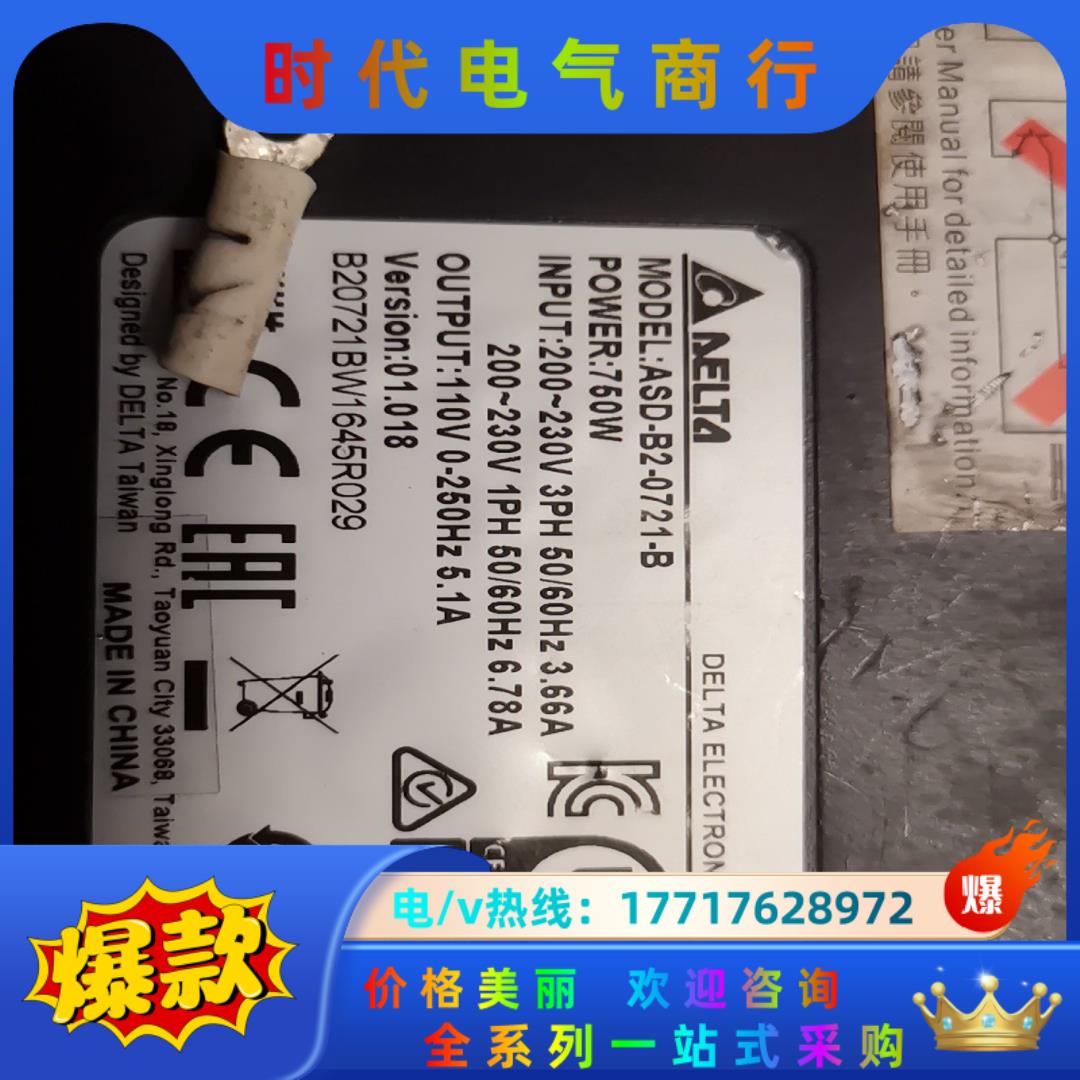 时代电气商行
er Manual for detailed information
請參閱使用手冊。
DELTA
DELTA ELECTRON
MODEL:ASD-B2-0721-B
POWER:750W
INPUT:200~230V 3PH 50/60Hz 3.66A
200~230V 1PH 50/60Hz 6.78A
OUTPUT:110V 0-250Hz 5.1A
Version:01.018
B20721BW1645R029
CE
EAC
No.18, Xinglong Rd., Taoyuan City 33068, Taiwa
Designed by DELTA Taiwan
MADE IN CHINA
电/v热线：17717628972
爆
爆款
价格美丽 欢迎咨询
全系列一站式采购